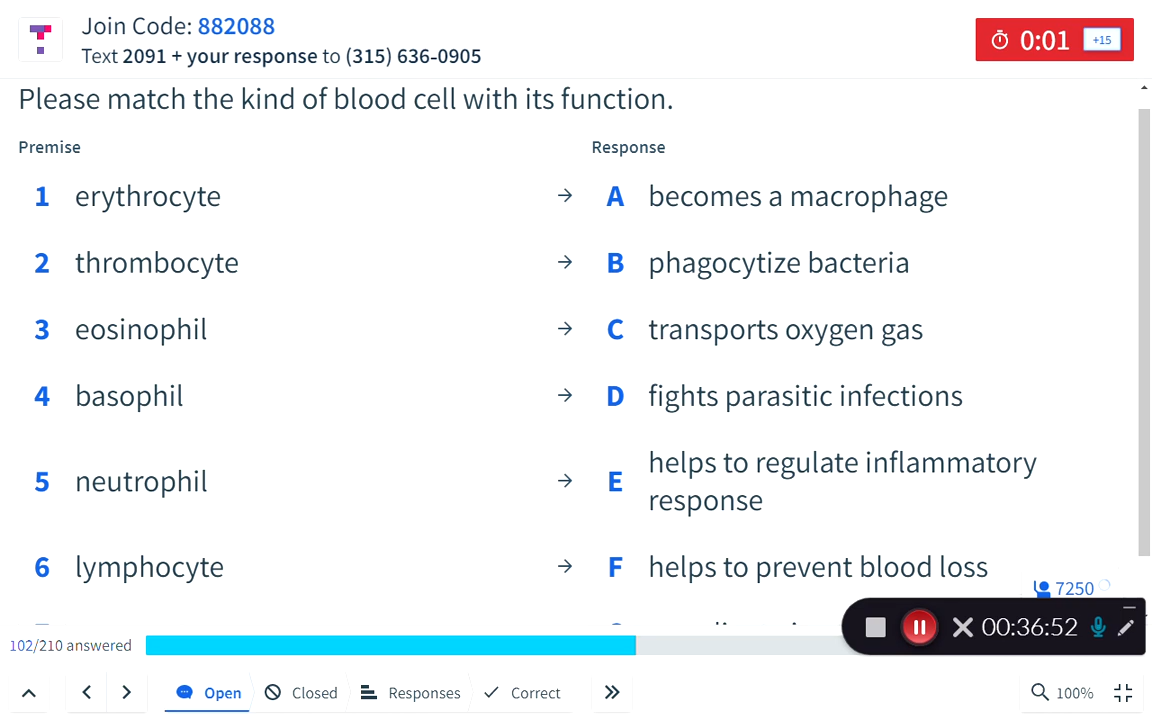 Join Code: 882088
Text 2091 + your response to (315) 636-0905
0:01
+15
Please match the kind of blood cell with its function.
Premise
Response
1 erythrocyte → A becomes a macrophage
2 thrombocyte → B phagocytize bacteria
3 eosinophil → C transports oxygen gas
4 basophil → D fights parasitic infections
5 neutrophil → E helps to regulate inflammatory
response
6 lymphocyte → F helps to prevent blood loss
7250
00:36:52
102/210 answered
Open
Closed
Responses
Correct
100%